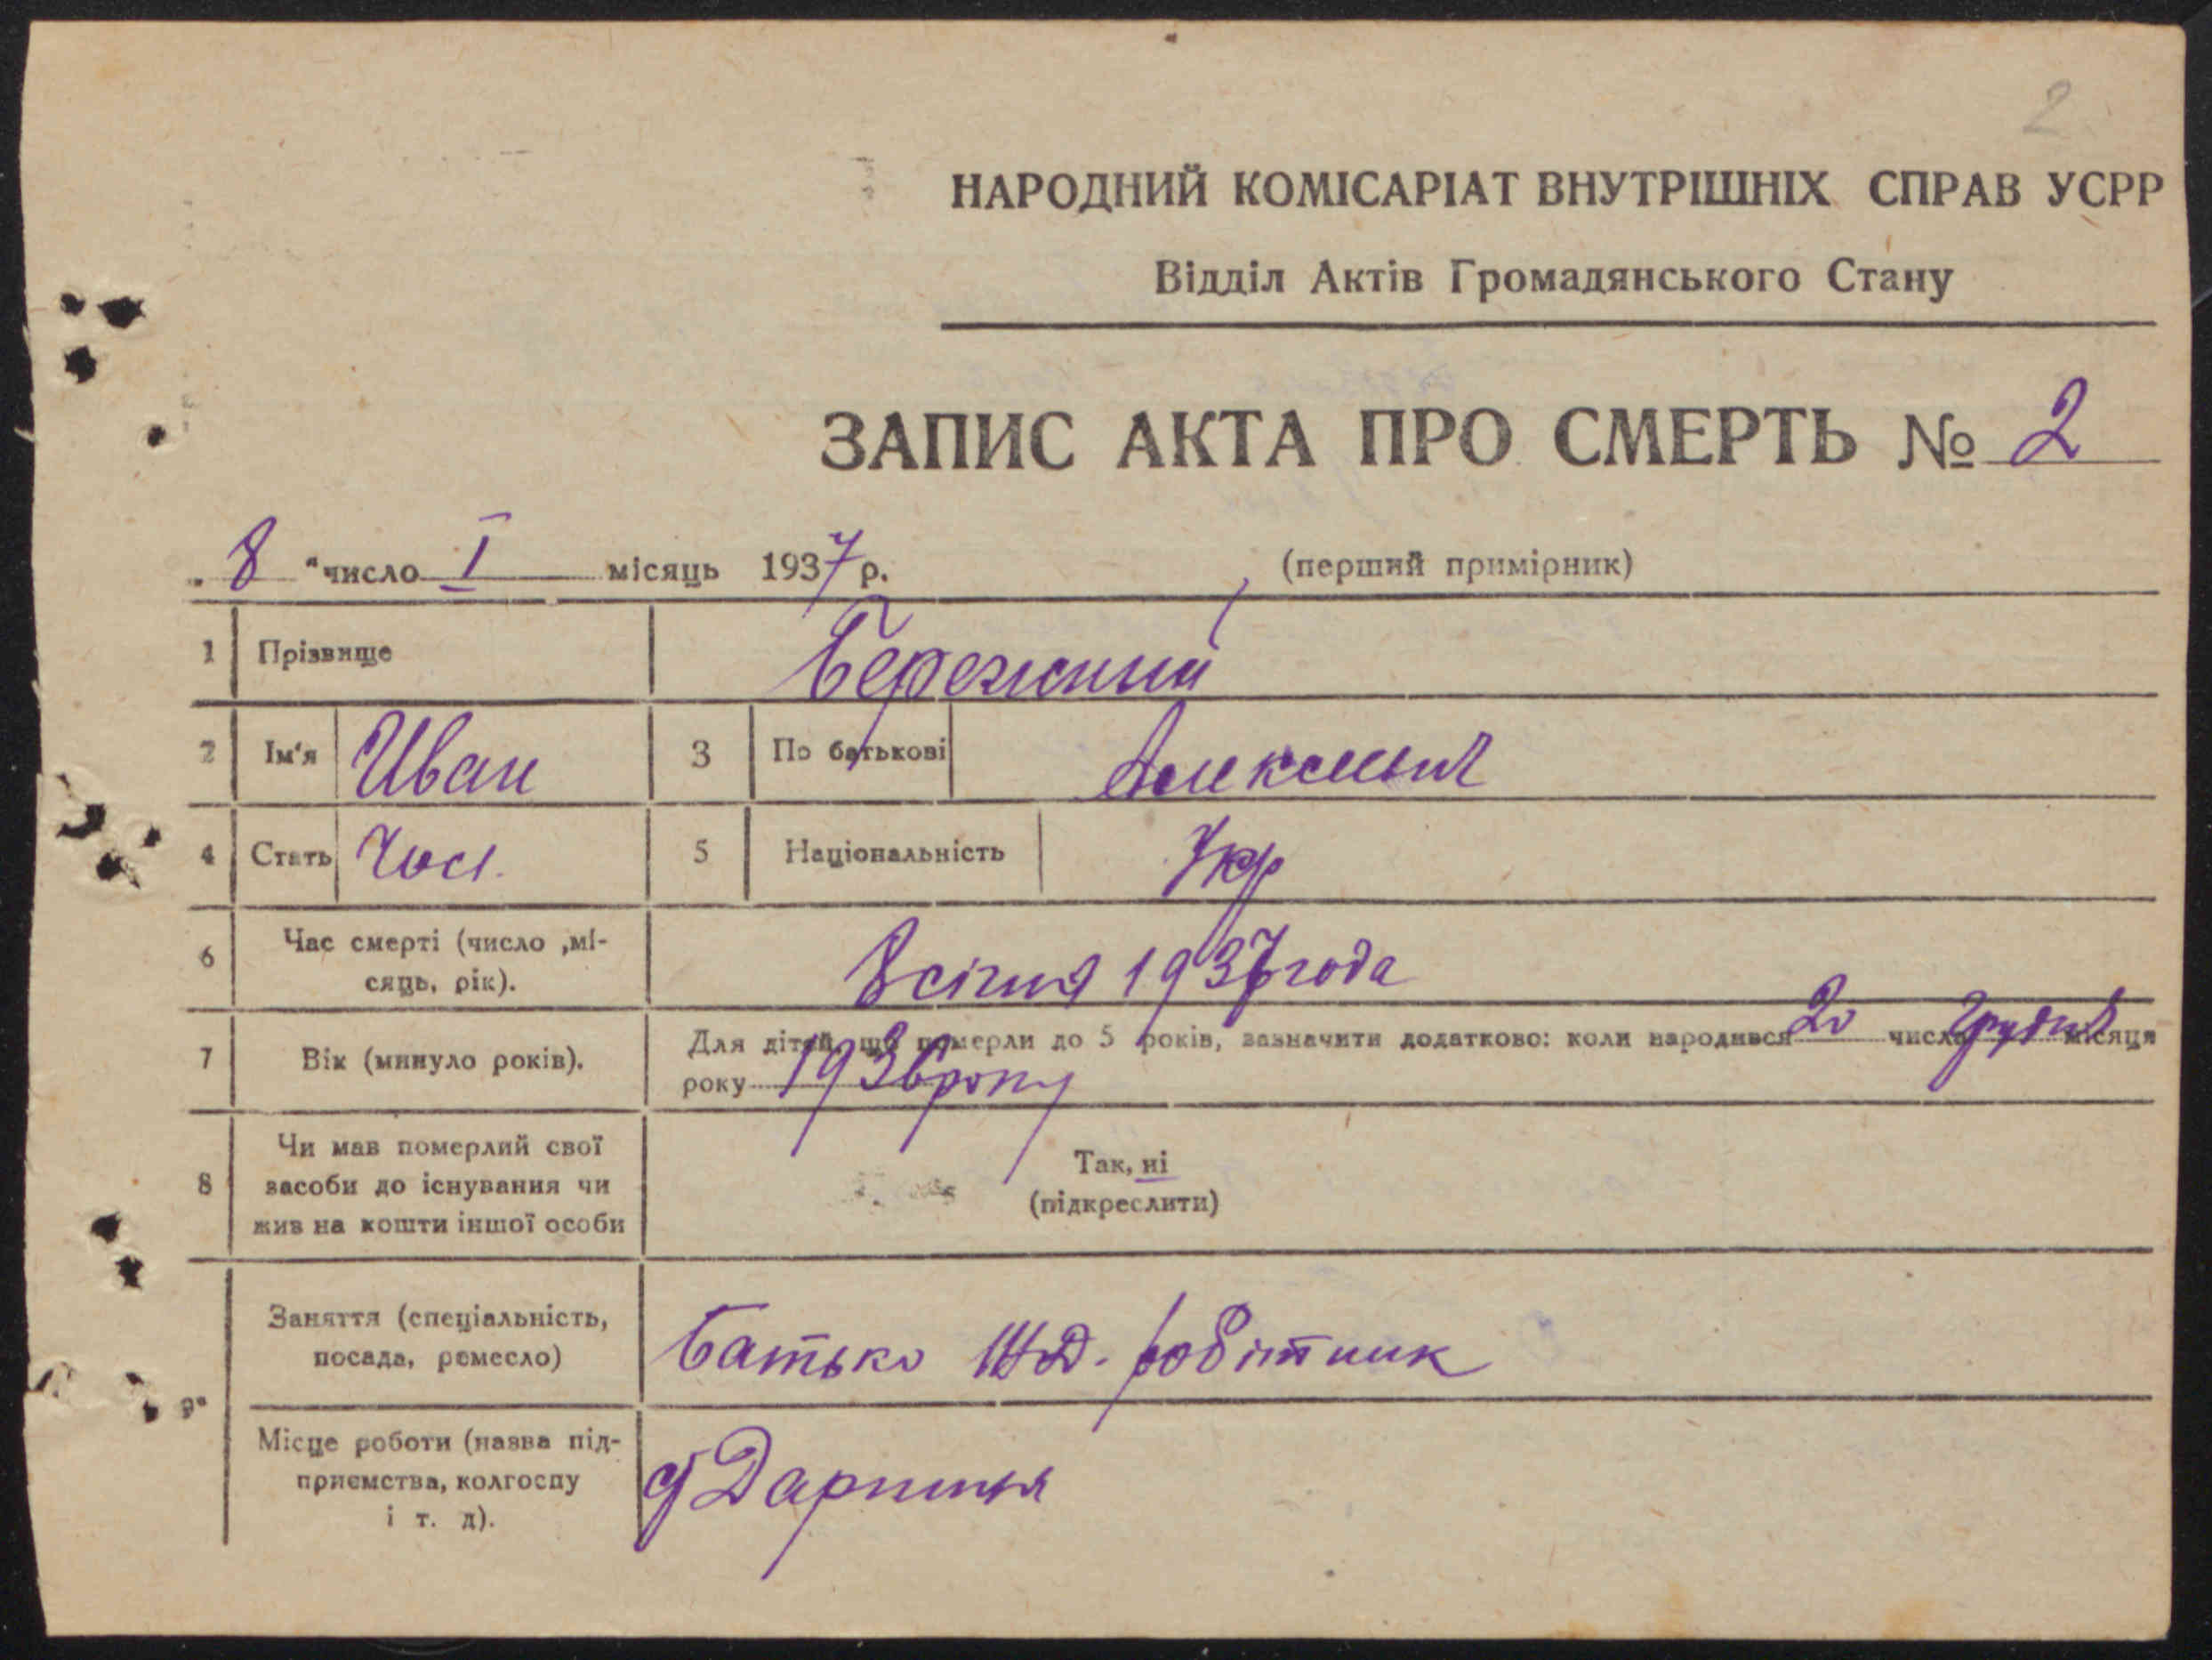 2
НАРОДНИЙ КОМІСАРІАТ ВНУТРІШНІХ СПРАВ УСРР
Відділ Актів Громадянського Стану
ЗАПИС АКТА ПРО СМЕРТЬ № 2
„ 8 " число I місяць 1937 р. (перший примірник)
1 Прізвище Бережный
2 Ім'я Иван 3 По батькові
4 Стать Чол. 5 Національність Укр
6 Час смерті (число ,мі-
сяць, рік). 8 січня 1937 года
7 Вік (минуло років). Для дітей, що померли до 5 років, зазначити додатково: коли народився 20 число грудня місяця
року 1936 року
8 Чи мав померлий свої
засоби до існування чи
жив на кошти іншої особи
Так, ні
(підкреслити)
9
Заняття (спеціальність,
посада, ремесло) Батько робітник
Місце роботи (назва під-
приємства, колгоспу
і т. д). Дарниця